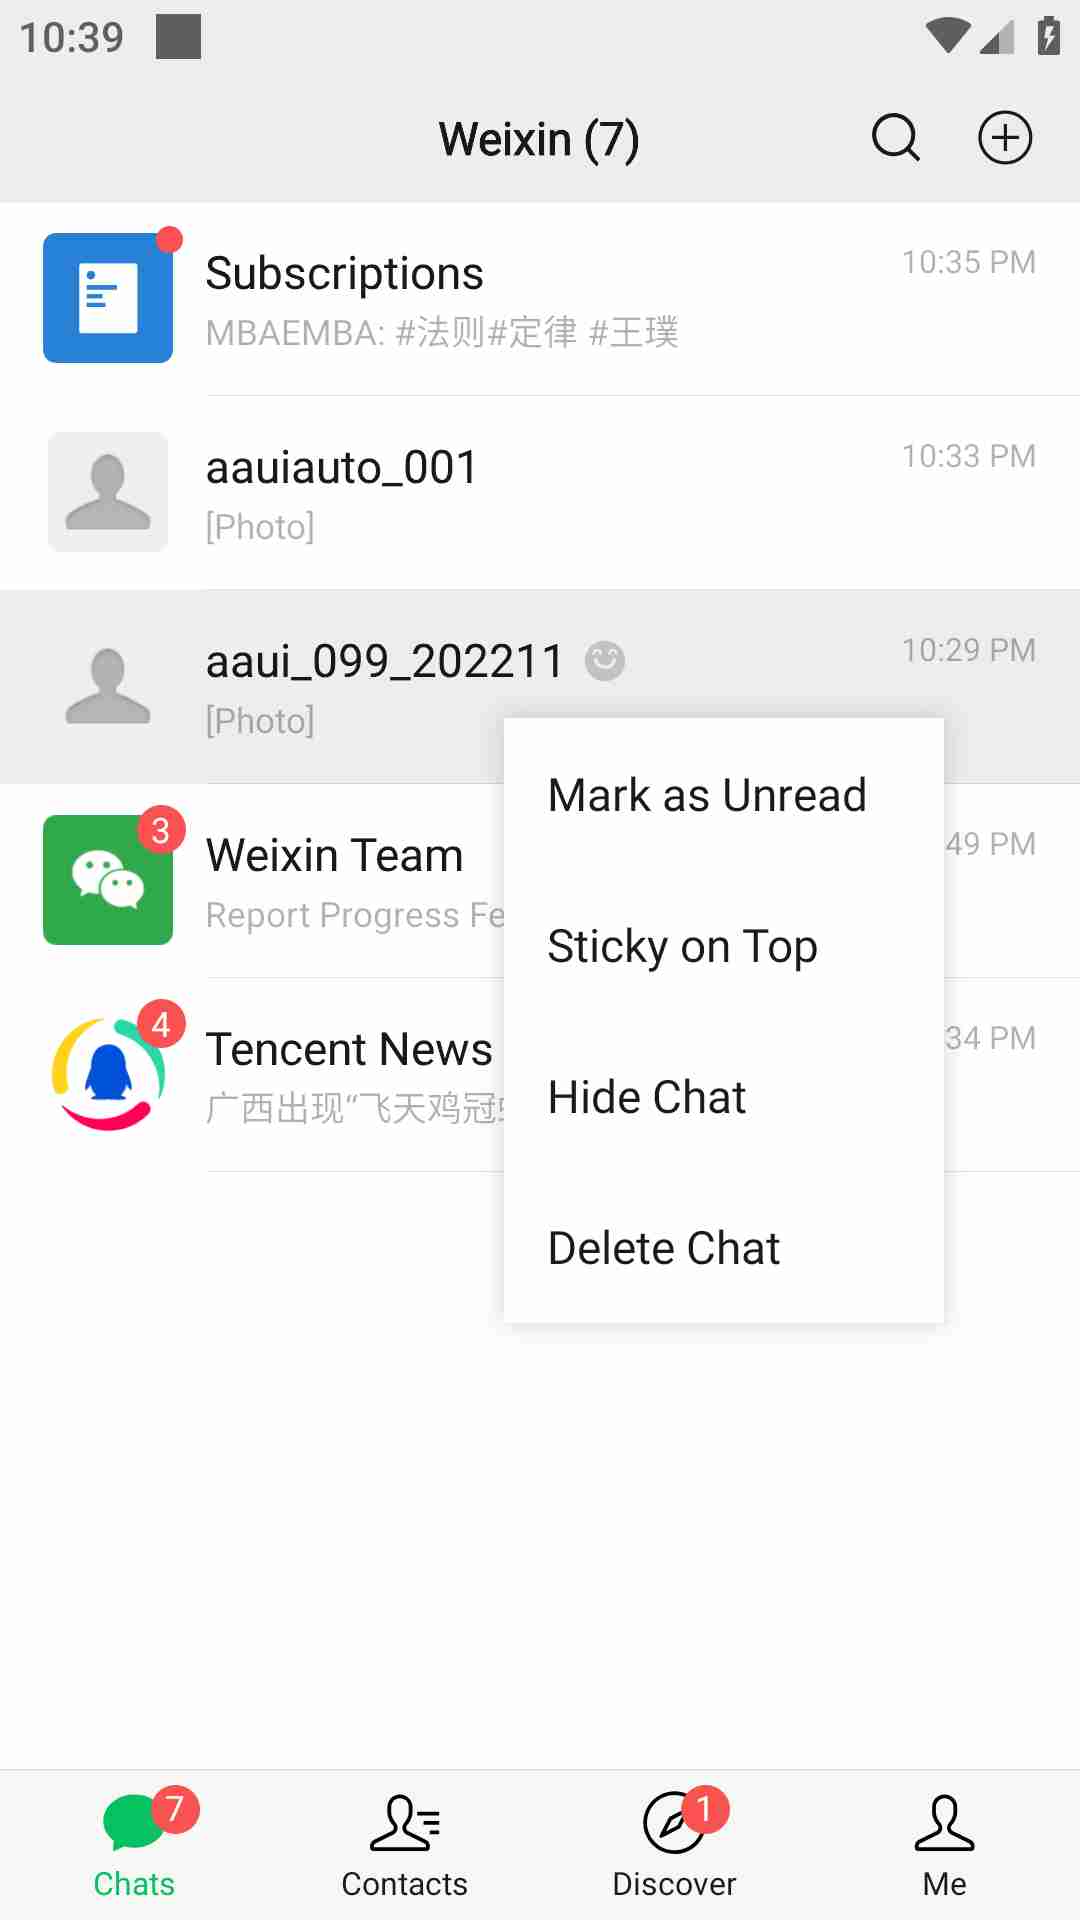 10:39
Weixin (7)
Subscriptions
10:35 PM
MBAEMBA: #法则#定律 #王璞
aauiauto_001
10:33 PM
[Photo]
aaui_099_202211
10:29 PM
[Photo]
Mark as Unread
3
Weixin Team
49 PM
Report Progress Fe
Sticky on Top
4
Tencent News
34 PM
广西出现“飞天鸡冠
Hide Chat
Delete Chat
7
1
Chats
Contacts
Discover
Me